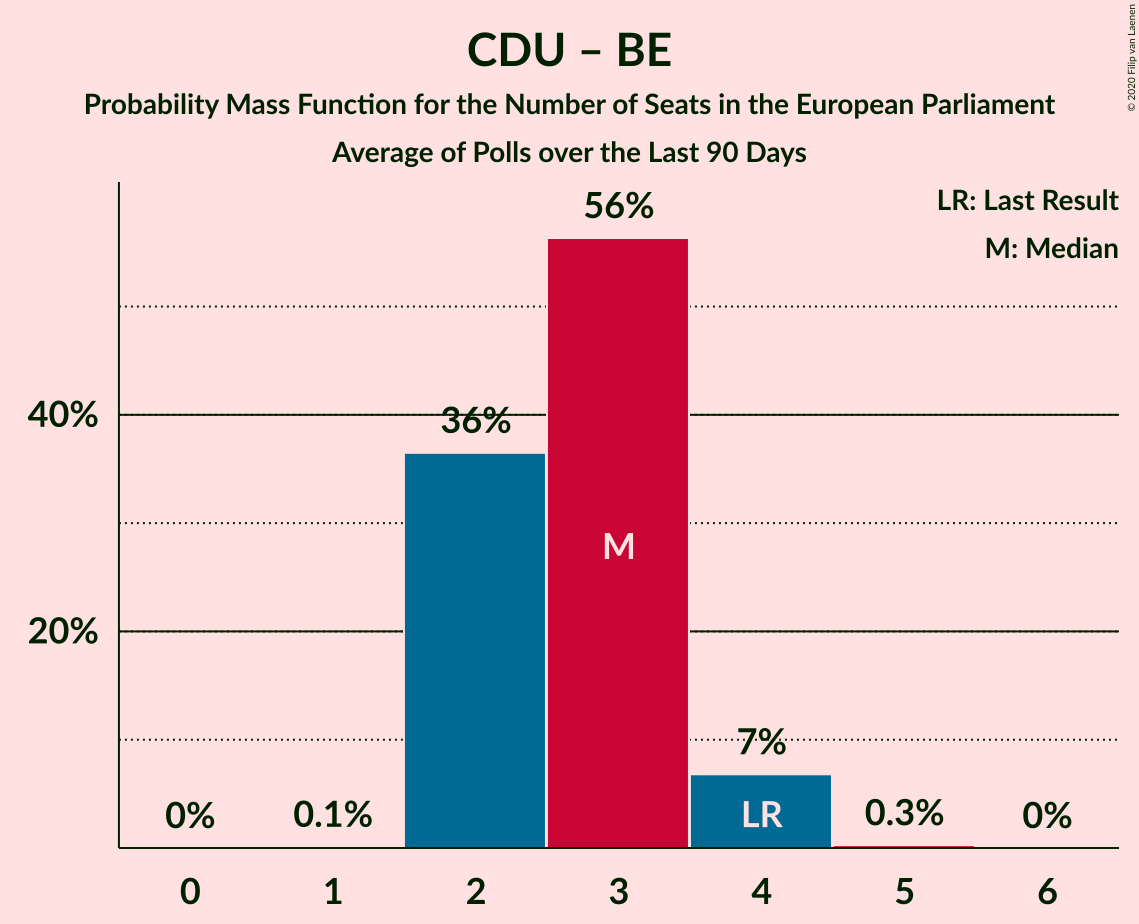 CDU – BE
Probability Mass Function for the Number of Seats in the European Parliament
Average of Polls over the Last 90 Days
© 2020 Filip van Laenen
LR: Last Result
M: Median
56%
40%
36%
M
20%
7%
LR
0%
0.1%
0.3%
0%
0 1 2 3 4 5 6